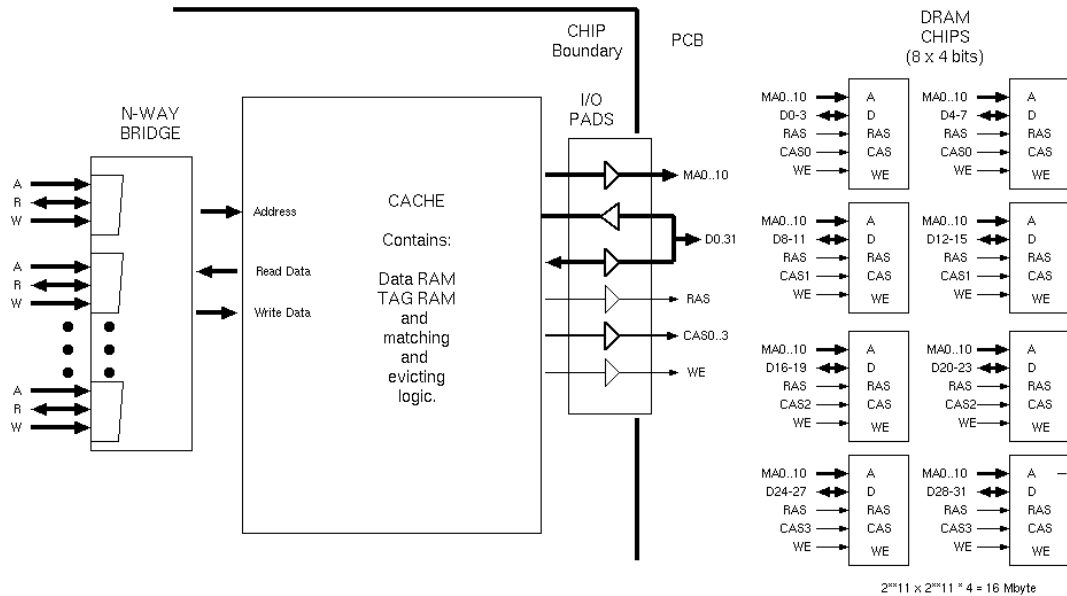 CHIP
Boundary
PCB
DRAM
CHIPS
(8 x 4 bits)
N-WAY
BRIDGE
I/O
PADS
A
R
W
A
R
W
A
R
W
Address
Read Data
Write Data
CACHE
Contains:
Data RAM
TAG RAM
and
matching
and
evicting
logic.
MA0..10
D0.31
RAS
CAS0..3
WE
MA0..10 A
D0-3 D
RAS RAS
CAS0 CAS
WE WE
MA0..10 A
D4-7 D
RAS RAS
CAS0 CAS
WE WE
MA0..10 A
D8-11 D
RAS RAS
CAS1 CAS
WE WE
MA0..10 A
D12-15 D
RAS RAS
CAS1 CAS
WE WE
MA0..10 A
D16-19 D
RAS RAS
CAS2 CAS
WE WE
MA0..10 A
D20-23 D
RAS RAS
CAS2 CAS
WE WE
MA0..10 A
D24-27 D
RAS RAS
CAS3 CAS
WE WE
MA0..10 A
D28-31 D
RAS RAS
CAS3 CAS
WE WE
2**11 x 2**11 * 4 = 16 Mbyte